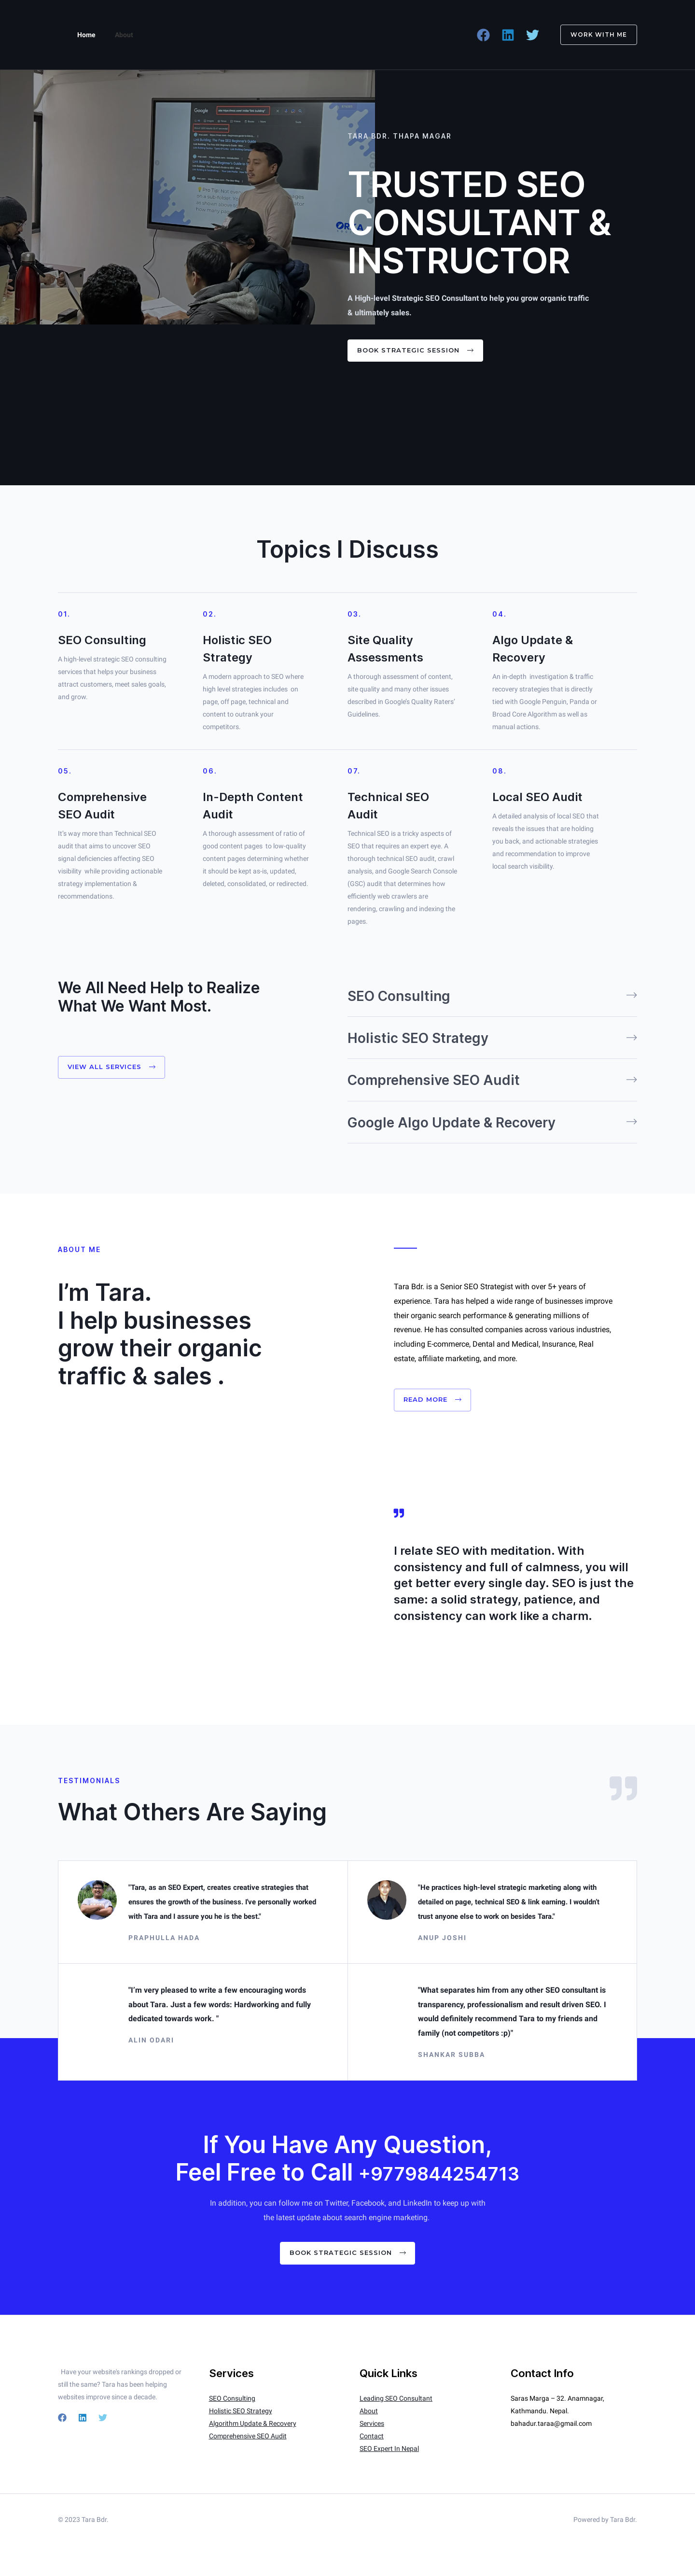 Home
About
WORK WITH ME
Google
TARA BDR. THAPA MAGAR
TRUSTED SEO
CONSULTANT &
INSTRUCTOR
A High-level Strategic SEO Consultant to help you grow organic traffic
& ultimately sales.
BOOK STRATEGIC SESSION
Topics I Discuss
01.
SEO Consulting
A high-level strategic SEO consulting
services that helps your business
attract customers, meet sales goals,
and grow.
02.
Holistic SEO
Strategy
A modern approach to SEO where
high level strategies includes on
page, off page, technical and
content to outrank your
competitors.
03.
Site Quality
Assessments
A thorough assessment of content,
site quality and many other issues
described in Google's Quality Raters'
Guidelines.
04.
Algo Update &
Recovery
An in-depth investigation & traffic
recovery strategies that is directly
tied with Google Penguin, Panda or
Broad Core Algorithm as well as
manual actions.
05.
Comprehensive
SEO Audit
It's way more than Technical SEO
audit that aims to uncover SEO
signal deficiencies affecting SEO
visibility while providing actionable
strategy implementation &
recommendations.
06.
In-Depth Content
Audit
A thorough assessment of ratio of
good content pages to low-quality
content pages determining whether
it should be kept as-is, updated,
deleted, consolidated, or redirected.
07.
Technical SEO
Audit
Technical SEO is a tricky aspects of
SEO that requires an expert eye. A
thorough technical SEO audit, crawl
analysis, and Google Search Console
(GSC) audit that determines how
efficiently web crawlers are
rendering, crawling and indexing the
pages.
08.
Local SEO Audit
A detailed analysis of local SEO that
reveals the issues that are holding
you back, and actionable strategies
and recommendation to improve
local search visibility.
We All Need Help to Realize
What We Want Most.
VIEW ALL SERVICES
SEO Consulting
Holistic SEO Strategy
Comprehensive SEO Audit
Google Algo Update & Recovery
ABOUT ME
I'm Tara.
I help businesses
grow their organic
traffic & sales .
Tara Bdr. is a Senior SEO Strategist with over 5+ years of
experience. Tara has helped a wide range of businesses improve
their organic search performance & generating millions of
revenue. He has consulted companies across various industries,
including E-commerce, Dental and Medical, Insurance, Real
estate, affiliate marketing, and more.
READ MORE
I relate SEO with meditation. With
consistency and full of calmness, you will
get better every single day. SEO is just the
same: a solid strategy, patience, and
consistency can work like a charm.
TESTIMONIALS
What Others Are Saying
"Tara, as an SEO Expert, creates creative strategies that
ensures the growth of the business. I've personally worked
with Tara and I assure you he is the best."
PRAPHULLA HADA
"He practices high-level strategic marketing along with
detailed on page, technical SEO & link earning. I wouldn't
trust anyone else to work on besides Tara."
ANUP JOSHI
"I'm very pleased to write a few encouraging words
about Tara. Just a few words: Hardworking and fully
dedicated towards work. "
ALIN ODARI
"What separates him from any other SEO consultant is
transparency, professionalism and result driven SEO. I
would definitely recommend Tara to my friends and
family (not competitors :p)"
SHANKAR SUBBA
If You Have Any Question,
Feel Free to Call +9779844254713
In addition, you can follow me on Twitter, Facebook, and LinkedIn to keep up with
the latest update about search engine marketing.
BOOK STRATEGIC SESSION
Have your website's rankings dropped or
still the same? Tara has been helping
websites improve since a decade.
Services
SEO Consulting
Holistic SEO Strategy
Algorithm Update & Recovery
Comprehensive SEO Audit
Quick Links
Leading SEO Consultant
About
Services
Contact
SEO Expert In Nepal
Contact Info
Saras Marga – 32. Anamnagar,
Kathmandu. Nepal.
bahadur.taraa@gmail.com
© 2023 Tara Bdr.
Powered by Tara Bdr.